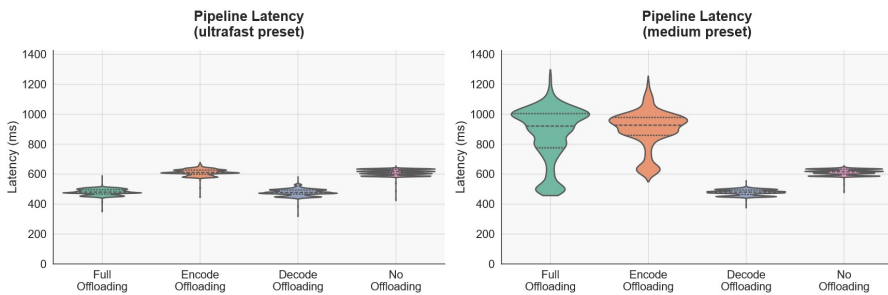 Pipeline Latency
(ultrafast preset)
1400
1200
1000
800
600
400
200
0
Latency (ms)
Full
Offloading
Encode
Offloading
Decode
Offloading
No
Offloading
Pipeline Latency
(medium preset)
1400
1200
1000
800
600
400
200
0
Latency (ms)
Full
Offloading
Encode
Offloading
Decode
Offloading
No
Offloading